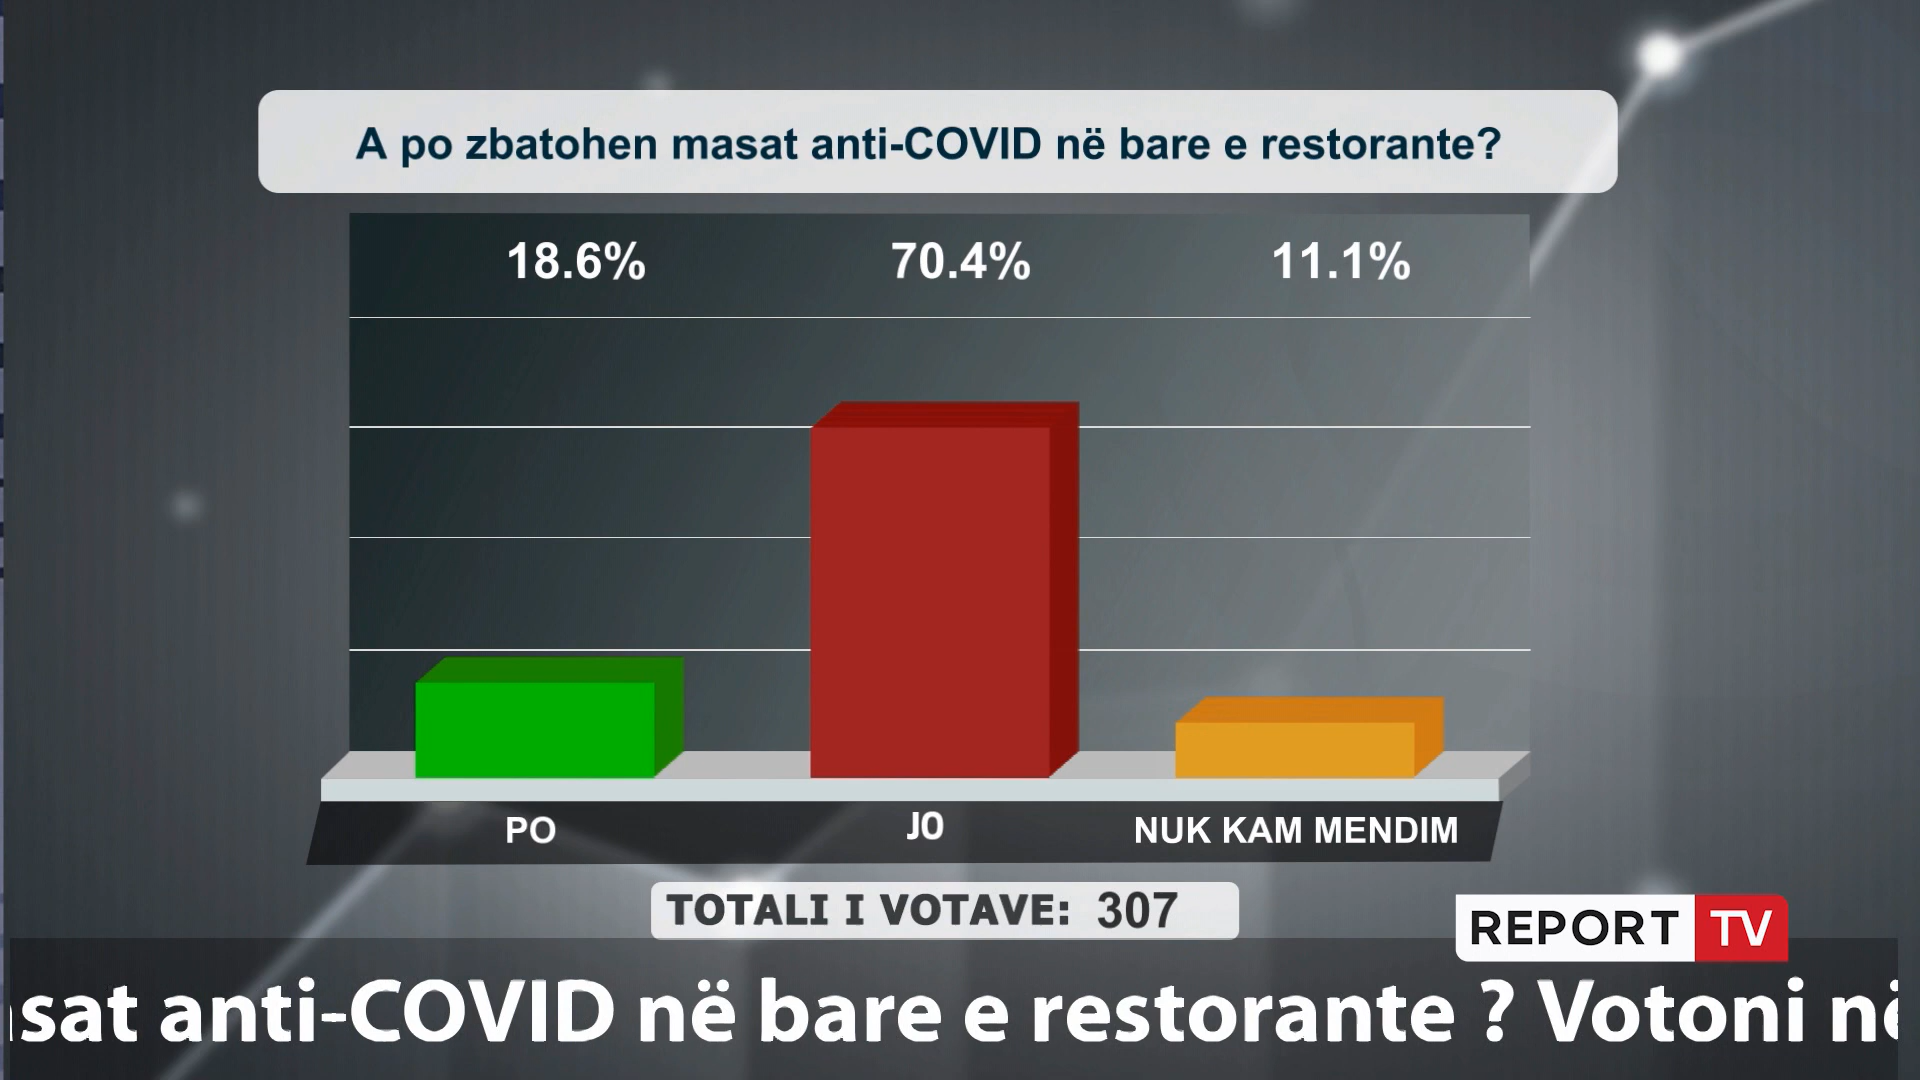 A po zbatohen masat anti-COVID në bare e restorante?
18.6% 70.4% 11.1%
PO JO NUK KAM MENDIM
TOTALI I VOTAVE: 307
REPORT TV
sat anti-COVID në bare e restorante ? Votoni në